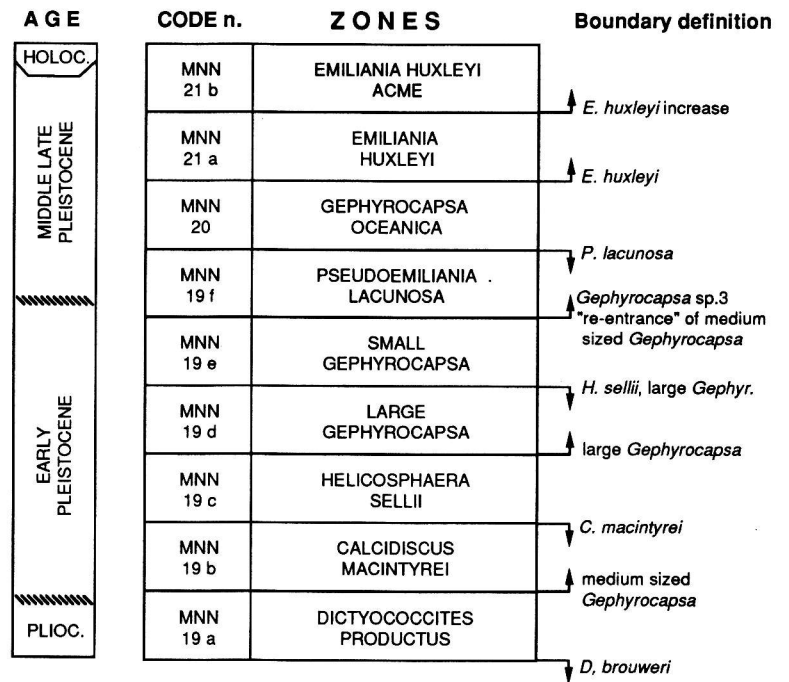 AGE CODE n. ZONES Boundary definition
HOLOC.
MIDDLE LATE
PLEISTOCENE
EARLY
PLEISTOCENE
PLIOC.
MNN
21 b
EMILIANIA HUXLEYI
ACME
E. huxleyi increase
MNN
21 a
EMILIANIA
HUXLEYI
E. huxleyi
MNN
20
GEPHYROCAPSA
OCEANICA
P. lacunosa
MNN
19 f
PSEUDOEMILIANIA
LACUNOSA
Gephyrocapsa sp.3
"re-entrance" of medium
sized Gephyrocapsa
MNN
19 e
SMALL
GEPHYROCAPSA
H. sellii, large Gephyr.
MNN
19 d
LARGE
GEPHYROCAPSA
large Gephyrocapsa
MNN
19 c
HELICOSPHAERA
SELLII
C. macintyrei
MNN
19 b
CALCIDISCUS
MACINTYREI
medium sized
Gephyrocapsa
MNN
19 a
DICTYOCOCCITES
PRODUCTUS
D, brouweri